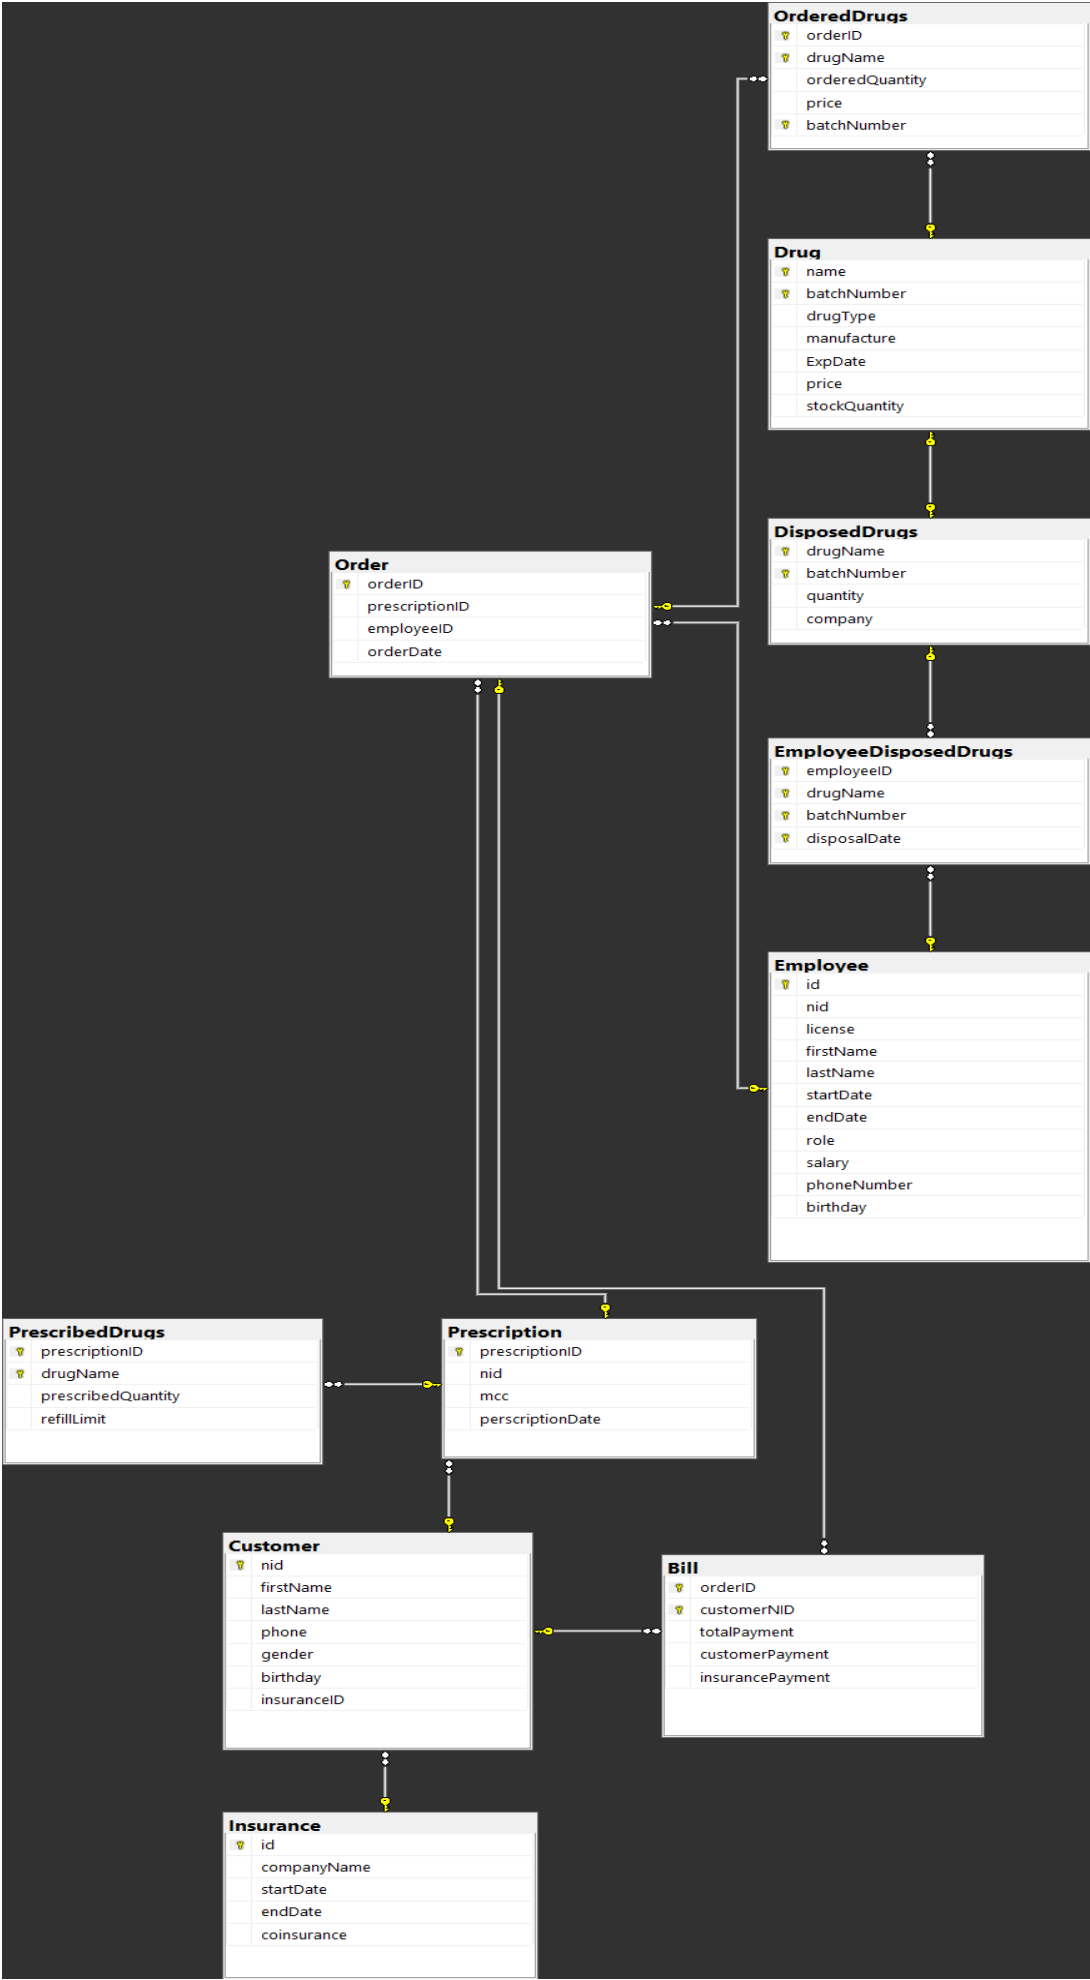 OrderedDrugs
orderID
drugName
orderedQuantity
price
batchNumber
Drug
name
batchNumber
drugType
manufacture
ExpDate
price
stockQuantity
DisposedDrugs
drugName
batchNumber
quantity
company
Order
orderID
prescriptionID
employeeID
orderDate
EmployeeDisposedDrugs
employeeID
drugName
batchNumber
disposalDate
Employee
id
nid
license
firstName
lastName
startDate
endDate
role
salary
phoneNumber
birthday
PrescribedDrugs
prescriptionID
drugName
prescribedQuantity
refillLimit
Prescription
prescriptionID
nid
mcc
perscriptionDate
Customer
nid
firstName
lastName
phone
gender
birthday
insuranceID
Bill
orderID
customerNID
totalPayment
customerPayment
insurancePayment
Insurance
id
companyName
startDate
endDate
coinsurance